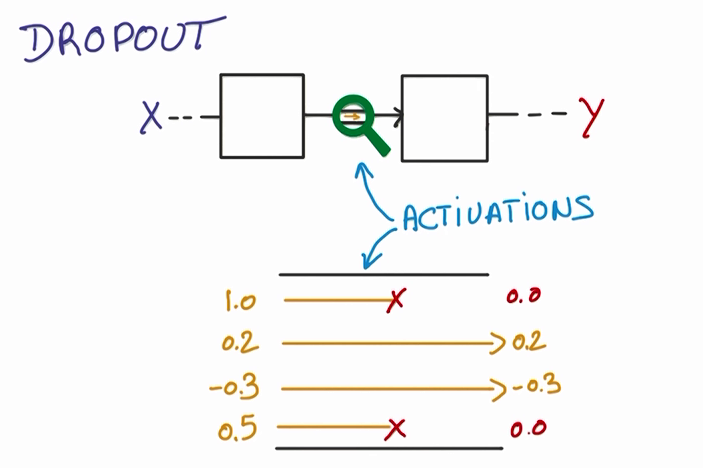 DROPOUT
X
Y
ACTIVATIONS
1.0 X 0.0
0.2 0.2
-0.3 -0.3
0.5 X 0.0